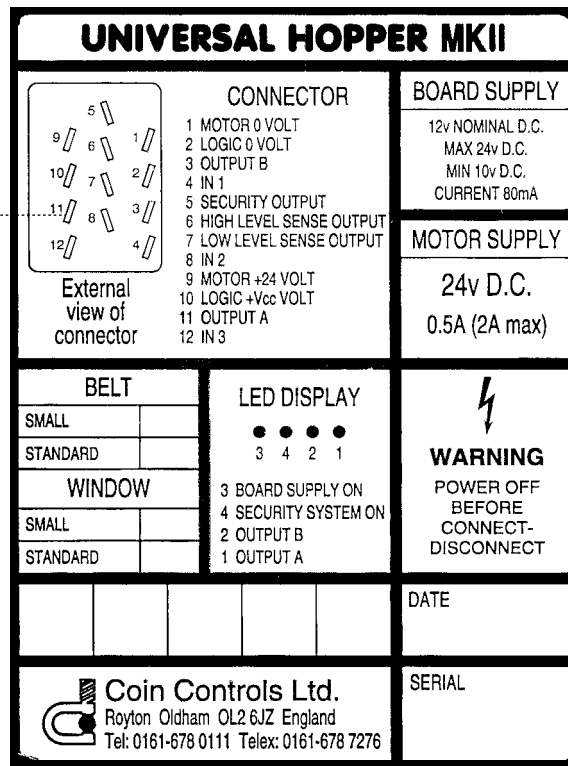 UNIVERSAL HOPPER MKII
5
9 6 1
10 7 2
11 8 3
12 4
External
view of
connector
CONNECTOR
1 MOTOR 0 VOLT
2 LOGIC 0 VOLT
3 OUTPUT B
4 IN 1
5 SECURITY OUTPUT
6 HIGH LEVEL SENSE OUTPUT
7 LOW LEVEL SENSE OUTPUT
8 IN 2
9 MOTOR +24 VOLT
10 LOGIC +Vcc VOLT
11 OUTPUT A
12 IN 3
BOARD SUPPLY
12v NOMINAL D.C.
MAX 24v D.C.
MIN 10v D.C.
CURRENT 80mA
MOTOR SUPPLY
24v D.C.
0.5A (2A max)
BELT
SMALL
STANDARD
WINDOW
SMALL
STANDARD
LED DISPLAY
3 4 2 1
3 BOARD SUPPLY ON
4 SECURITY SYSTEM ON
2 OUTPUT B
1 OUTPUT A
WARNING
POWER OFF
BEFORE
CONNECT-
DISCONNECT
DATE
Coin Controls Ltd.
Royton Oldham OL2 6JZ England
Tel: 0161-678 0111 Telex: 0161-678 7276
SERIAL